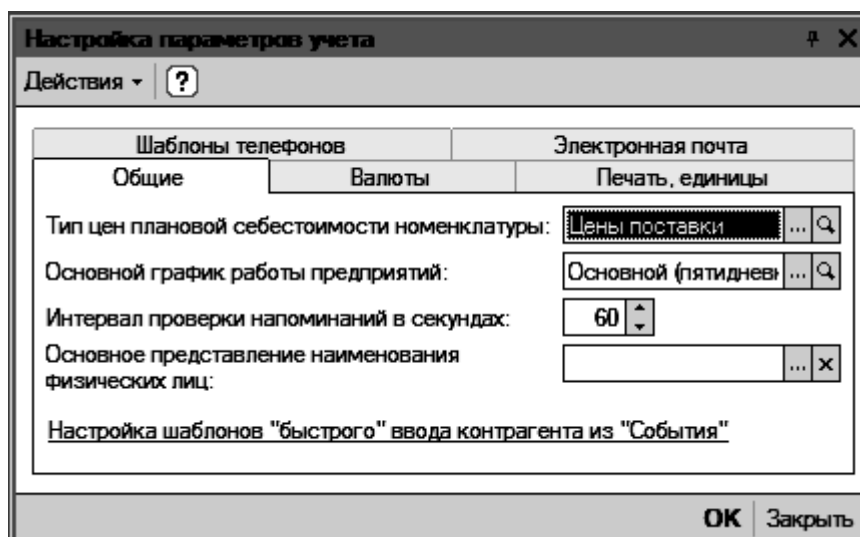 Настройка параметров учета
Действия ?
Шаблоны телефонов Электронная почта
Общие Валюты Печать, единицы
Тип цен плановой себестоимости номенклатуры: Цены поставки ...
Основной график работы предприятий: Основной (пятидневн ...
Интервал проверки напоминаний в секундах: 60
Основное представление наименования
физических лиц: ... x
Настройка шаблонов "быстрого" ввода контрагента из "События"
OK Закрыть